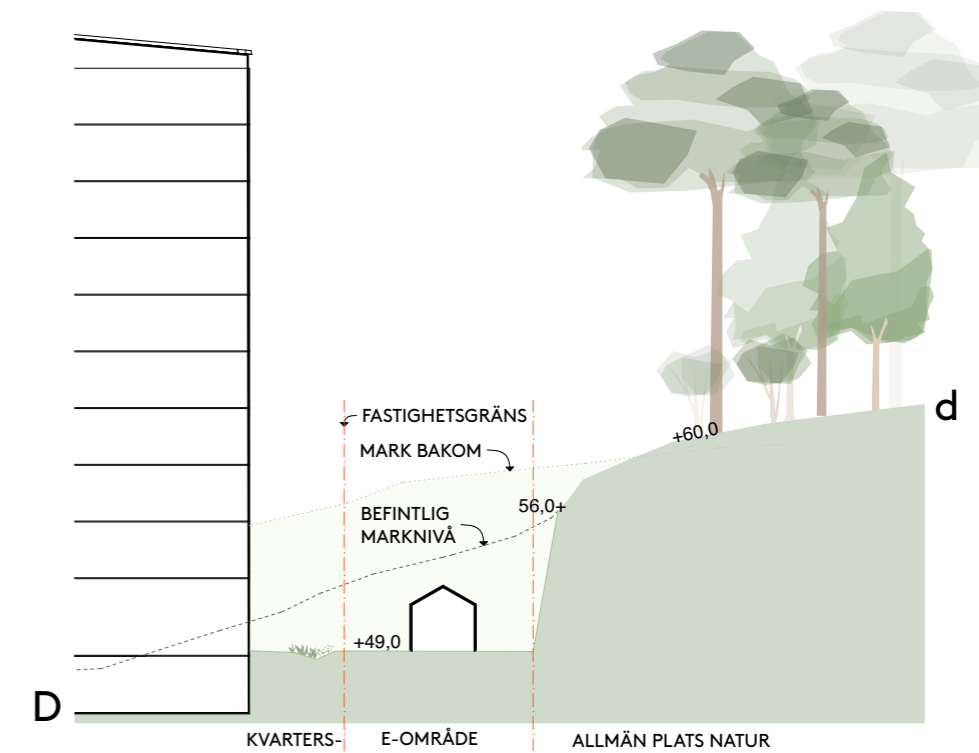 d
FASTIGHETSGRÄNS
+60,0
MARK BAKOM
56,0+
BEFINTLIG
MARKNIVÅ
+49,0
D
KVARTERS-
E-OMRÅDE
ALLMÄN PLATS NATUR